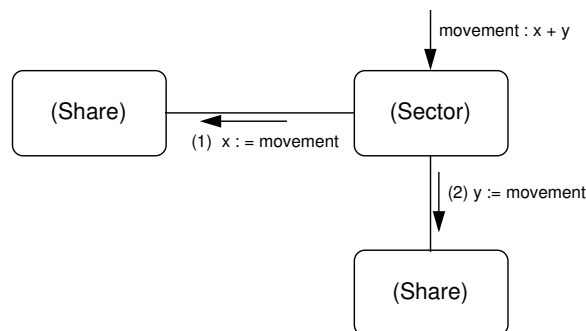 movement : x + y
(Share)
(Sector)
(1) x : = movement
(2) y := movement
(Share)